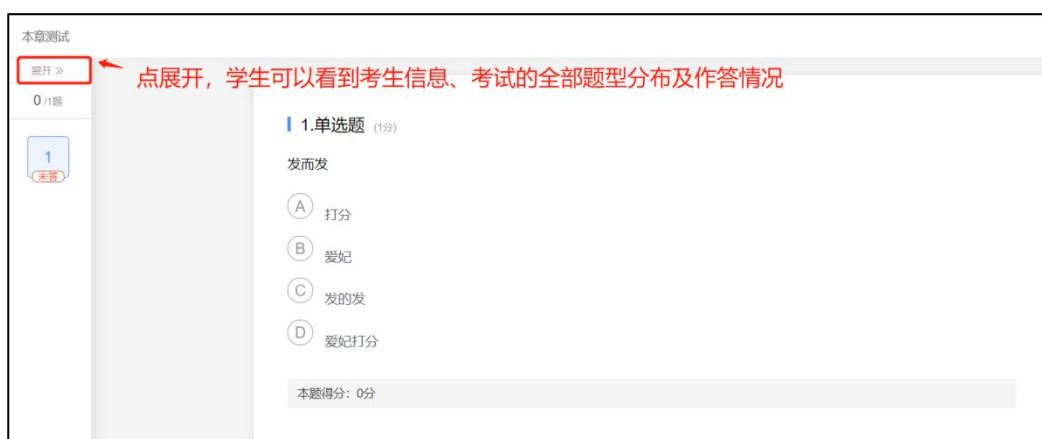 本章测试
展开 »
点展开，学生可以看到考生信息、考试的全部题型分布及作答情况
0 /1题
1
未答
1.单选题 (1分)
发而发
A 打分
B 爱妃
C 发的发
D 爱妃打分
本题得分：0分